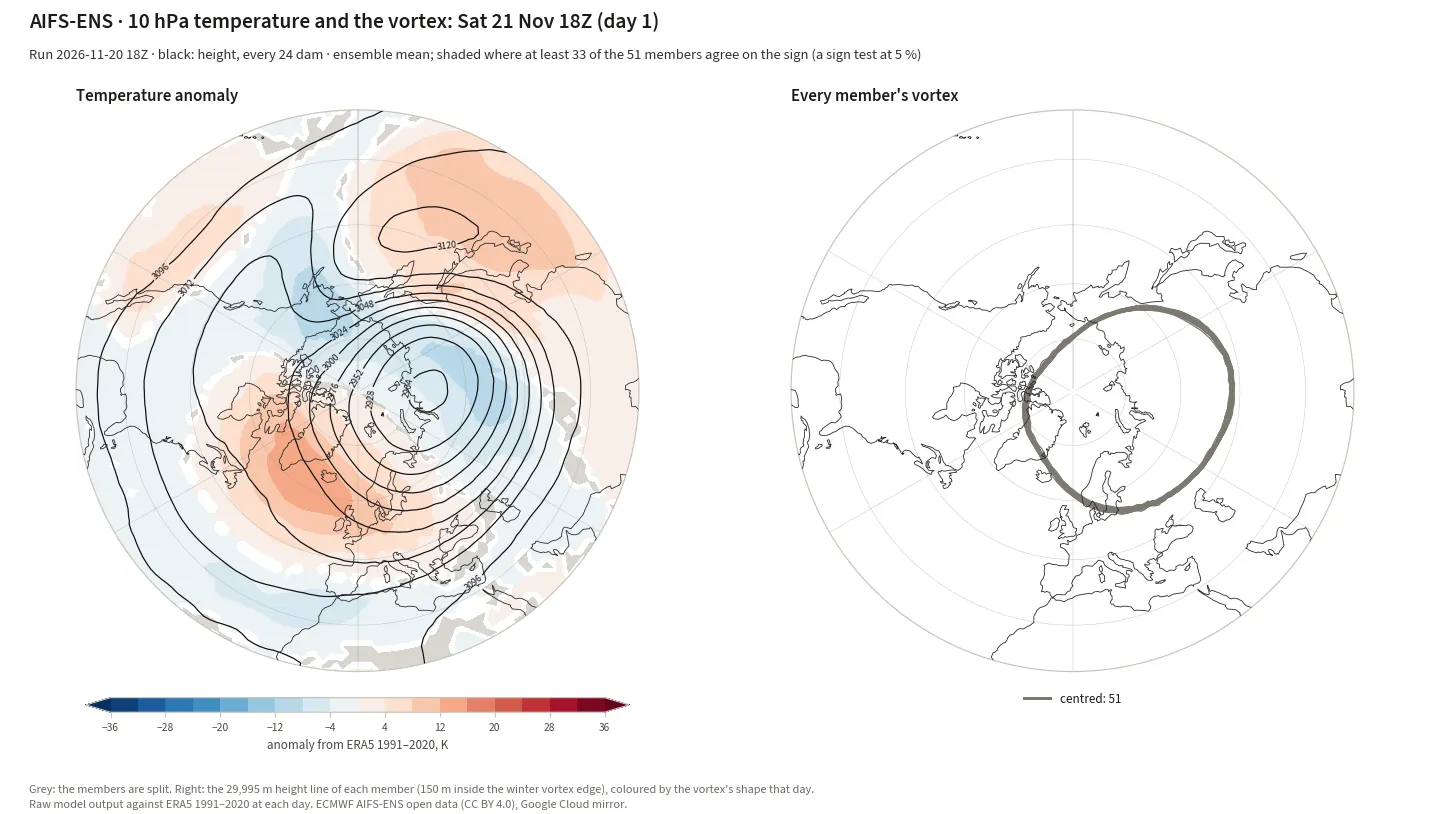 AIFS-ENS · 10 hPa temperature and the vortex: Sat 21 Nov 18Z (day 1)
Run 2026-11-20 18Z · black: height, every 24 dam · ensemble mean; shaded where at least 33 of the 51 members agree on the sign (a sign test at 5 %)
Temperature anomaly
Every member's vortex
3120
3096
3072
3048
3024
3000
2952
2928
3096
centred: 51
−36 −28 −20 −12 −4 4 12 20 28 36
anomaly from ERA5 1991–2020, K
Grey: the members are split. Right: the 29,995 m height line of each member (150 m inside the winter vortex edge), coloured by the vortex's shape that day.
Raw model output against ERA5 1991–2020 at each day. ECMWF AIFS-ENS open data (CC BY 4.0), Google Cloud mirror.